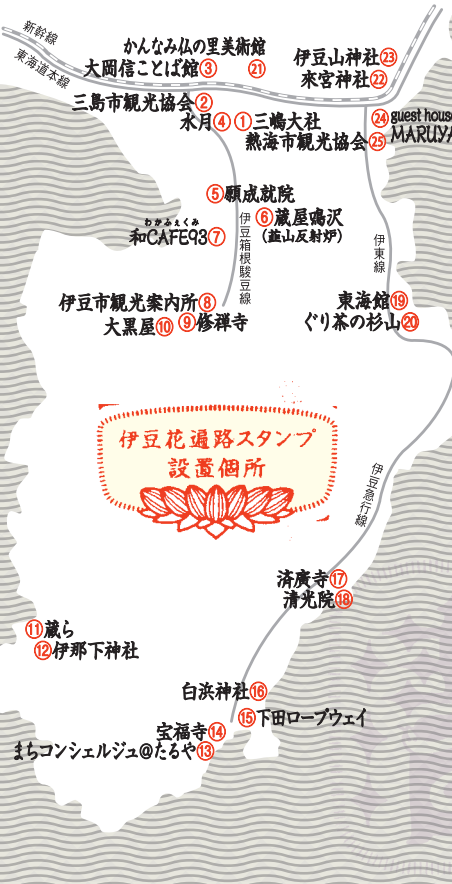 新幹線
東海道本線
かんなみ仏の里美術館
㉑
大岡信ことば館③
伊豆山神社㉓
來宮神社㉒
三島市観光協会②
水月④
①三嶋大社
㉔guest house
MARUYA
熱海市観光協会㉕
⑤願成就院
⑥蔵屋鳴沢
(韮山反射炉)
わかふぇくみ
和CAFE93⑦
伊豆箱根駿豆線
伊東線
伊豆市観光案内所⑧
大黒屋⑩
⑨修禅寺
東海館⑲
ぐり茶の杉山⑳
伊豆花遍路スタンプ
設置個所
伊豆急行線
済廣寺⑰
清光院⑱
⑪蔵ら
⑫伊那下神社
白浜神社⑯
⑮下田ロープウェイ
宝福寺⑭
まちコンシェルジュ@たるや⑬